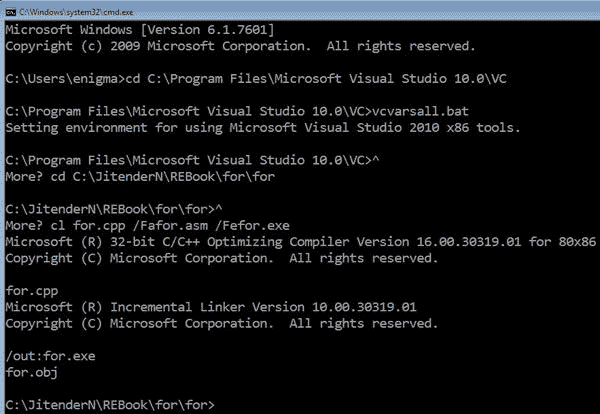 C:\Windows\system32\cmd.exe
Microsoft Windows [Version 6.1.7601]
Copyright (c) 2009 Microsoft Corporation.  All rights reserved.
C:\Users\enigma>cd C:\Program Files\Microsoft Visual Studio 10.0\VC
C:\Program Files\Microsoft Visual Studio 10.0\VC>vcvarsall.bat
Setting environment for using Microsoft Visual Studio 2010 x86 tools.
C:\Program Files\Microsoft Visual Studio 10.0\VC>^
More? cd C:\JitenderN\REBook\for\for
C:\JitenderN\REBook\for\for>^
More? cl for.cpp /Fafor.asm /Fefor.exe
Microsoft (R) 32-bit C/C++ Optimizing Compiler Version 16.00.30319.01 for 80x86
Copyright (C) Microsoft Corporation.  All rights reserved.
for.cpp
Microsoft (R) Incremental Linker Version 10.00.30319.01
Copyright (C) Microsoft Corporation.  All rights reserved.
/out:for.exe
for.obj
C:\JitenderN\REBook\for\for>